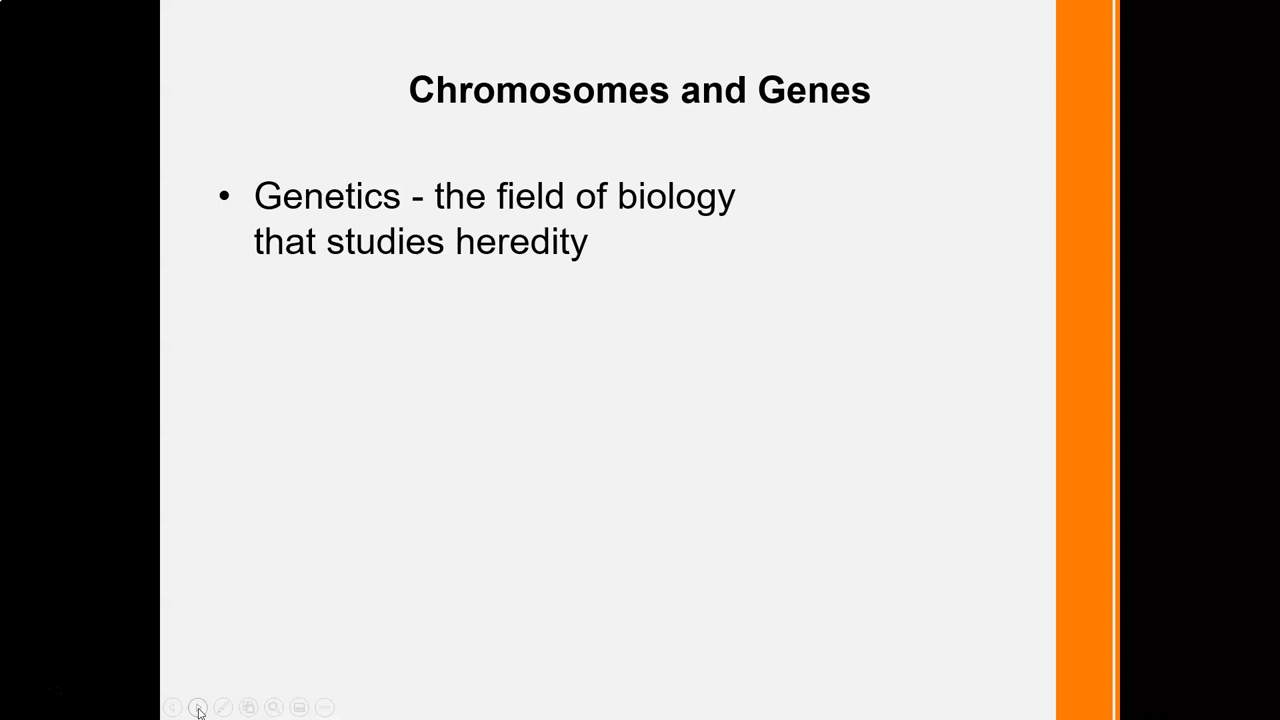 Chromosomes and Genes
• Genetics - the field of biology
that studies heredity